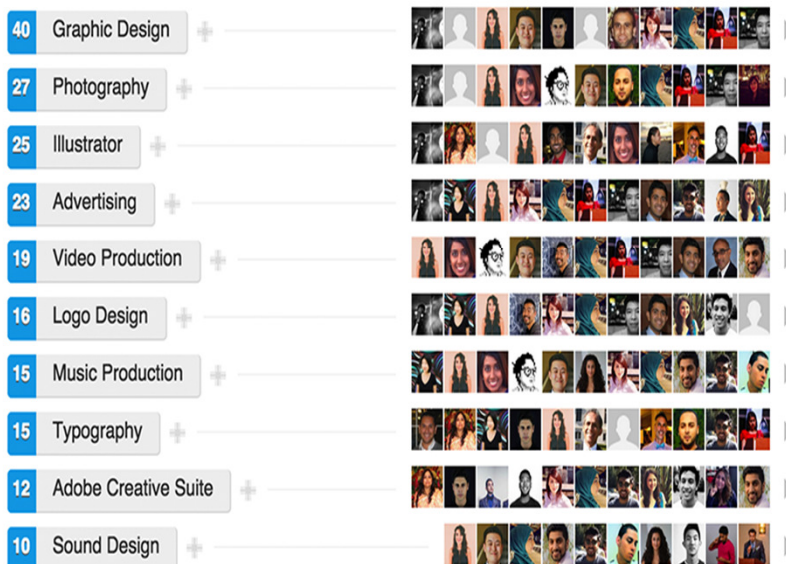 40 Graphic Design
27 Photography
25 Illustrator
23 Advertising
19 Video Production
16 Logo Design
15 Music Production
15 Typography
12 Adobe Creative Suite
10 Sound Design